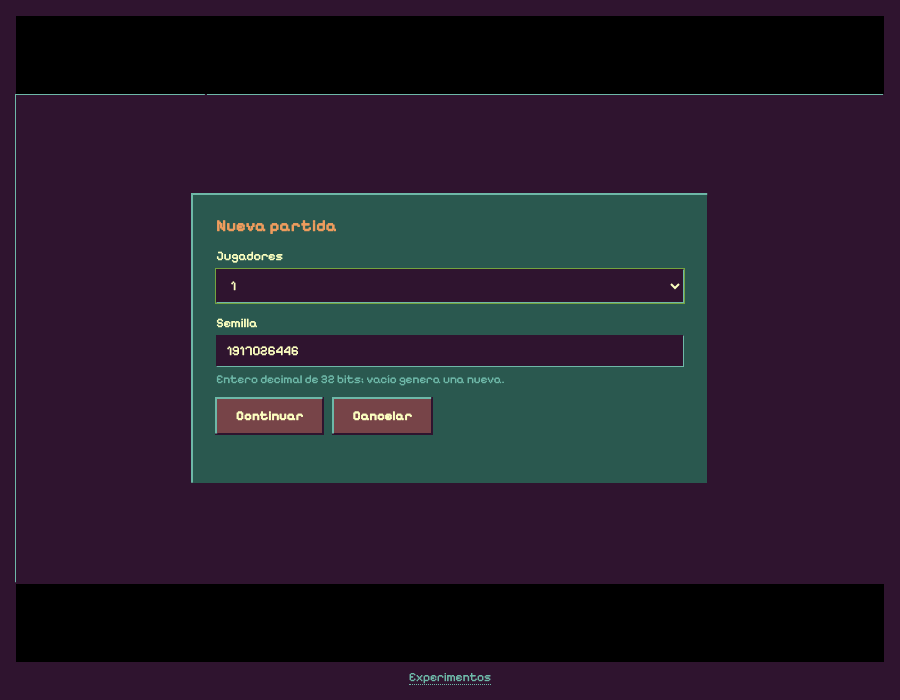 Nueva partida
Jugadores
1
Semilla
1917026446
Entero decimal de 32 bits; vacío genera una nueva.
Continuar
Cancelar
Experimentos